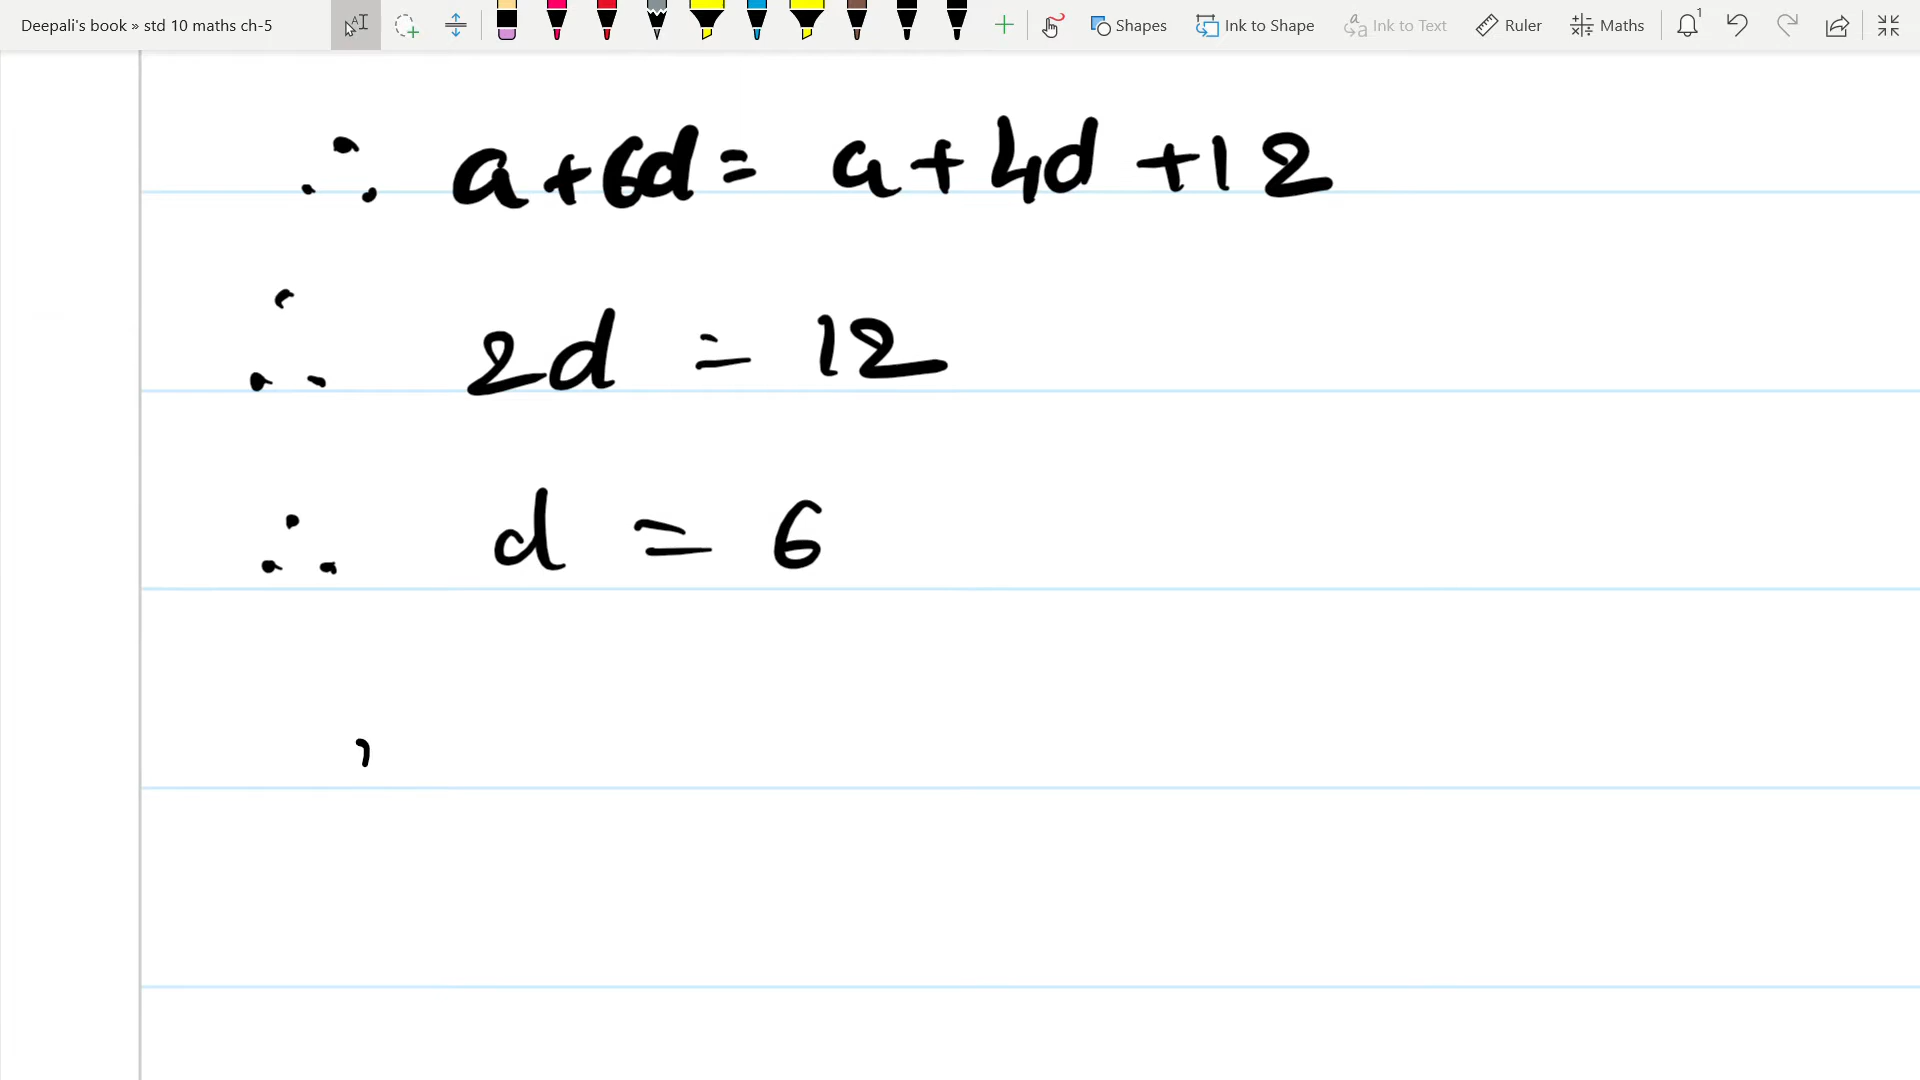 Deepali's book » std 10 maths ch-5 Shapes Ink to Shape Ink to Text Ruler Maths 1
∴ a+6d = a+4d+12
∴ 2d = 12
∴ d = 6
,